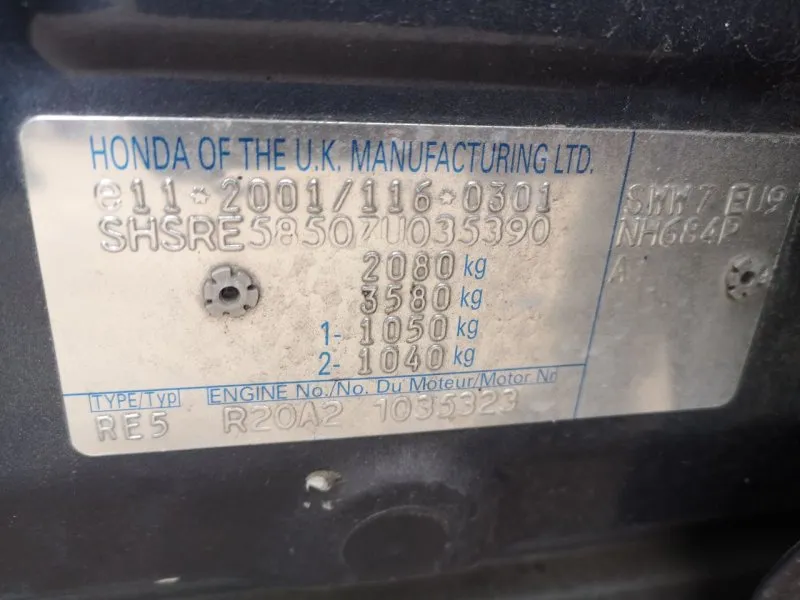 HONDA OF THE U.K. MANUFACTURING LTD.
e11*2001/116*0301
SHSRE58507U035390
2080 kg
3580 kg
1- 1050 kg
2- 1040 kg
TYPE/Typ ENGINE No./No. Du Moteur/Motor Nr
RE5 R20A2 1035323
SWW7 EU9
NH684P
A